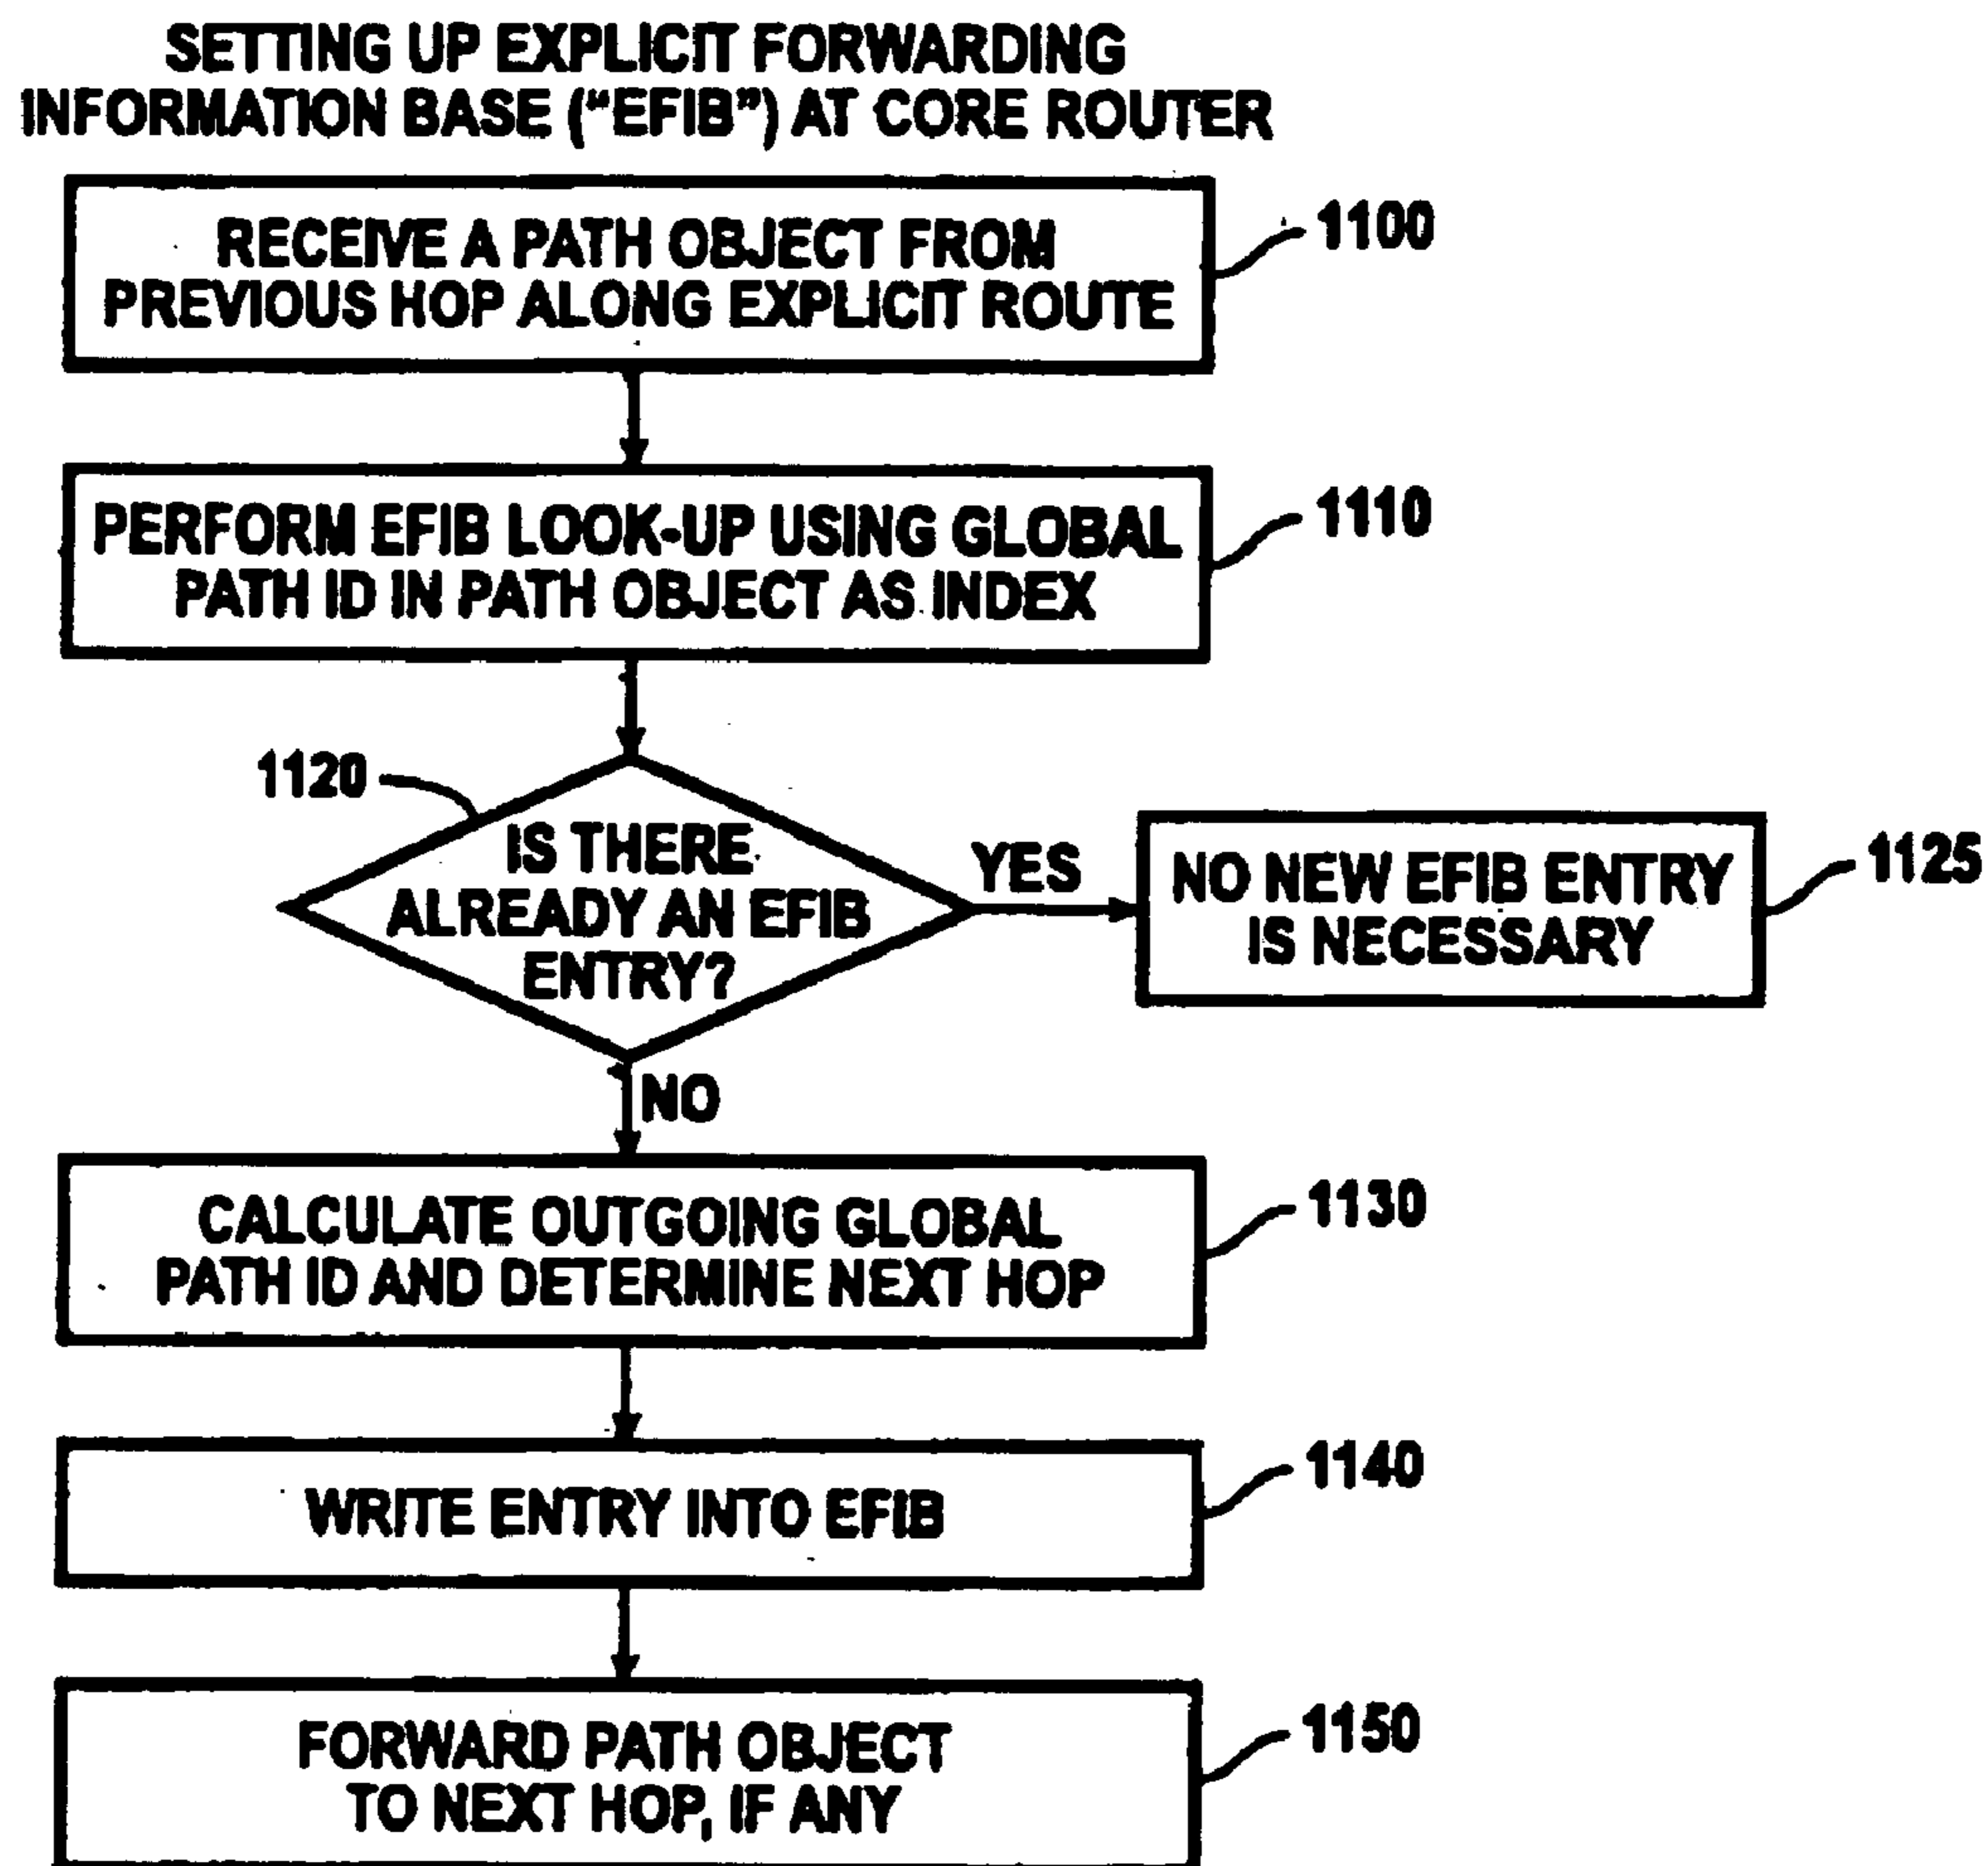 SETTING UP EXPLICIT FORWARDING
INFORMATION BASE ("EFIB") AT CORE ROUTER
RECEIVE A PATH OBJECT FROM
PREVIOUS HOP ALONG EXPLICIT ROUTE
1100
PERFORM EFIB LOOK-UP USING GLOBAL
PATH ID IN PATH OBJECT AS INDEX
1110
1120
IS THERE
ALREADY AN EFIB
ENTRY?
YES
NO NEW EFIB ENTRY
IS NECESSARY
1125
NO
CALCULATE OUTGOING GLOBAL
PATH ID AND DETERMINE NEXT HOP
1130
WRITE ENTRY INTO EFIB
1140
FORWARD PATH OBJECT
TO NEXT HOP, IF ANY
1150